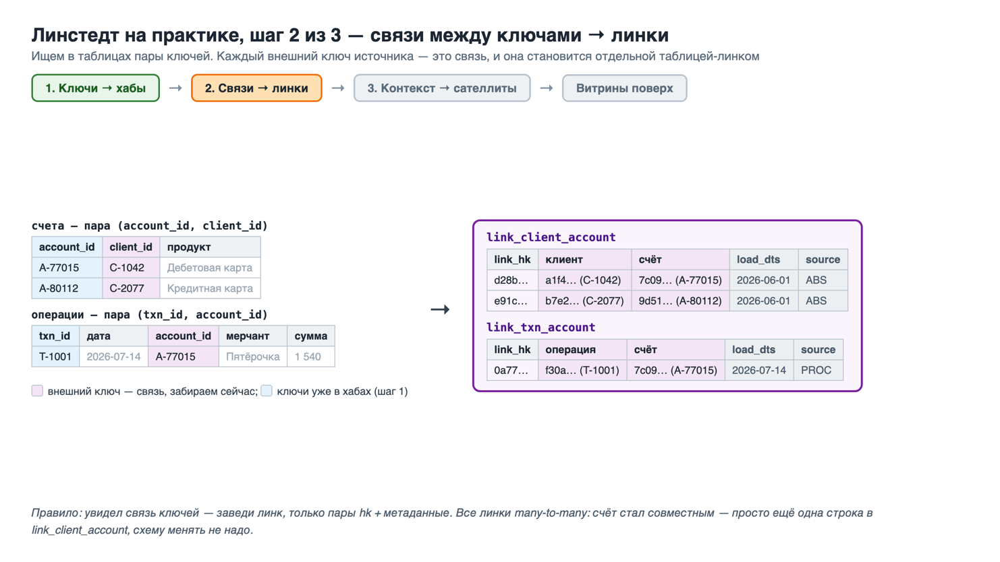 Линстедт на практике, шаг 2 из 3 — связи между ключами → линки
Ищем в таблицах пары ключей. Каждый внешний ключ источника — это связь, и она становится отдельной таблицей-линком
1. Ключи → хабы → 2. Связи → линки → 3. Контекст → сателлиты → Витрины поверх
счета — пара (account_id, client_id)
account_id client_id продукт
A-77015 C-1042 Дебетовая карта
A-80112 C-2077 Кредитная карта
операции — пара (txn_id, account_id)
txn_id дата account_id мерчант сумма
T-1001 2026-07-14 A-77015 Пятёрочка 1 540
внешний ключ — связь, забираем сейчас; ключи уже в хабах (шаг 1)
→
link_client_account
link_hk клиент счёт load_dts source
d28b… a1f4… (C-1042) 7c09… (A-77015) 2026-06-01 ABS
e91c… b7e2… (C-2077) 9d51… (A-80112) 2026-06-01 ABS
link_txn_account
link_hk операция счёт load_dts source
0a77… f30a… (T-1001) 7c09… (A-77015) 2026-07-14 PROC
Правило: увидел связь ключей — заведи линк, только пары hk + метаданные. Все линки many-to-many: счёт стал совместным — просто ещё одна строка в
link_client_account, схему менять не надо.